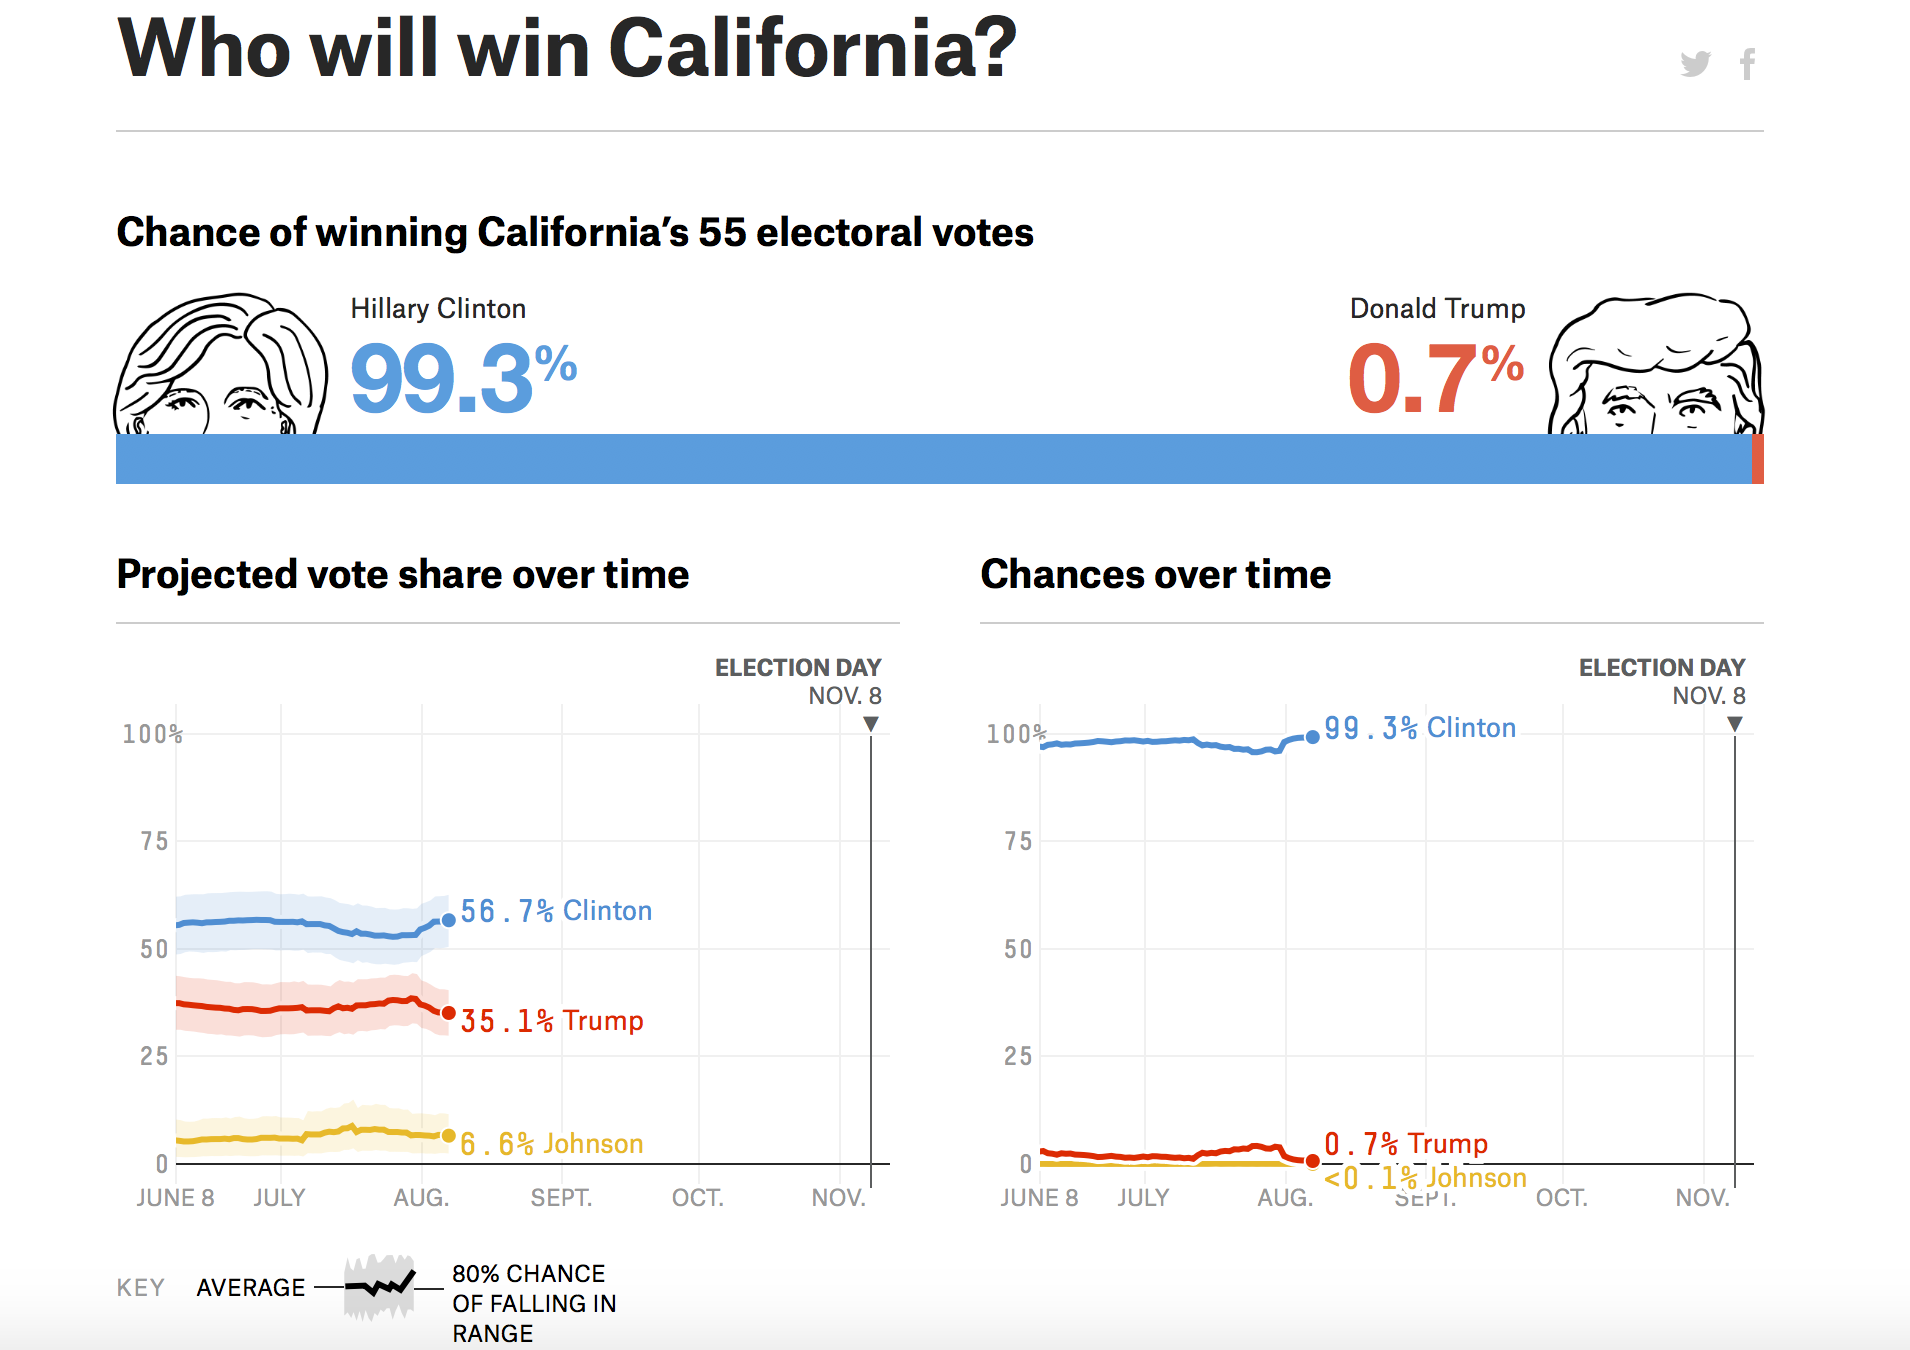 Who will win California?
Chance of winning California's 55 electoral votes
Hillary Clinton
99.3%
Donald Trump
0.7%
Projected vote share over time
ELECTION DAY
NOV. 8
100%
75
50
25
0
56.7% Clinton
35.1% Trump
6.6% Johnson
JUNE 8 JULY AUG. SEPT. OCT. NOV.
Chances over time
ELECTION DAY
NOV. 8
100%
75
50
25
0
99.3% Clinton
0.7% Trump
<0.1% Johnson
JUNE 8 JULY AUG. SEPT. OCT. NOV.
KEY AVERAGE
80% CHANCE
OF FALLING IN
RANGE